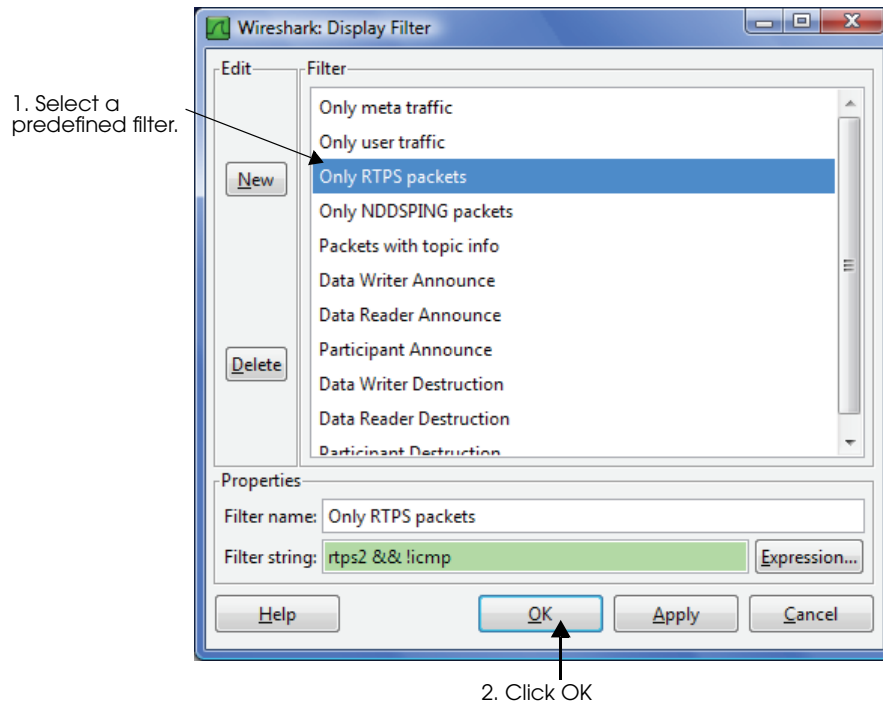 Wireshark: Display Filter
Edit
Filter
1. Select a
predefined filter.
Only meta traffic
Only user traffic
New
Only RTPS packets
Only NDDSPING packets
Packets with topic info
Data Writer Announce
Data Reader Announce
Participant Announce
Delete
Data Writer Destruction
Data Reader Destruction
Participant Destruction
Properties
Filter name: Only RTPS packets
Filter string: rtps2 && !icmp Expression...
Help OK Apply Cancel
2. Click OK